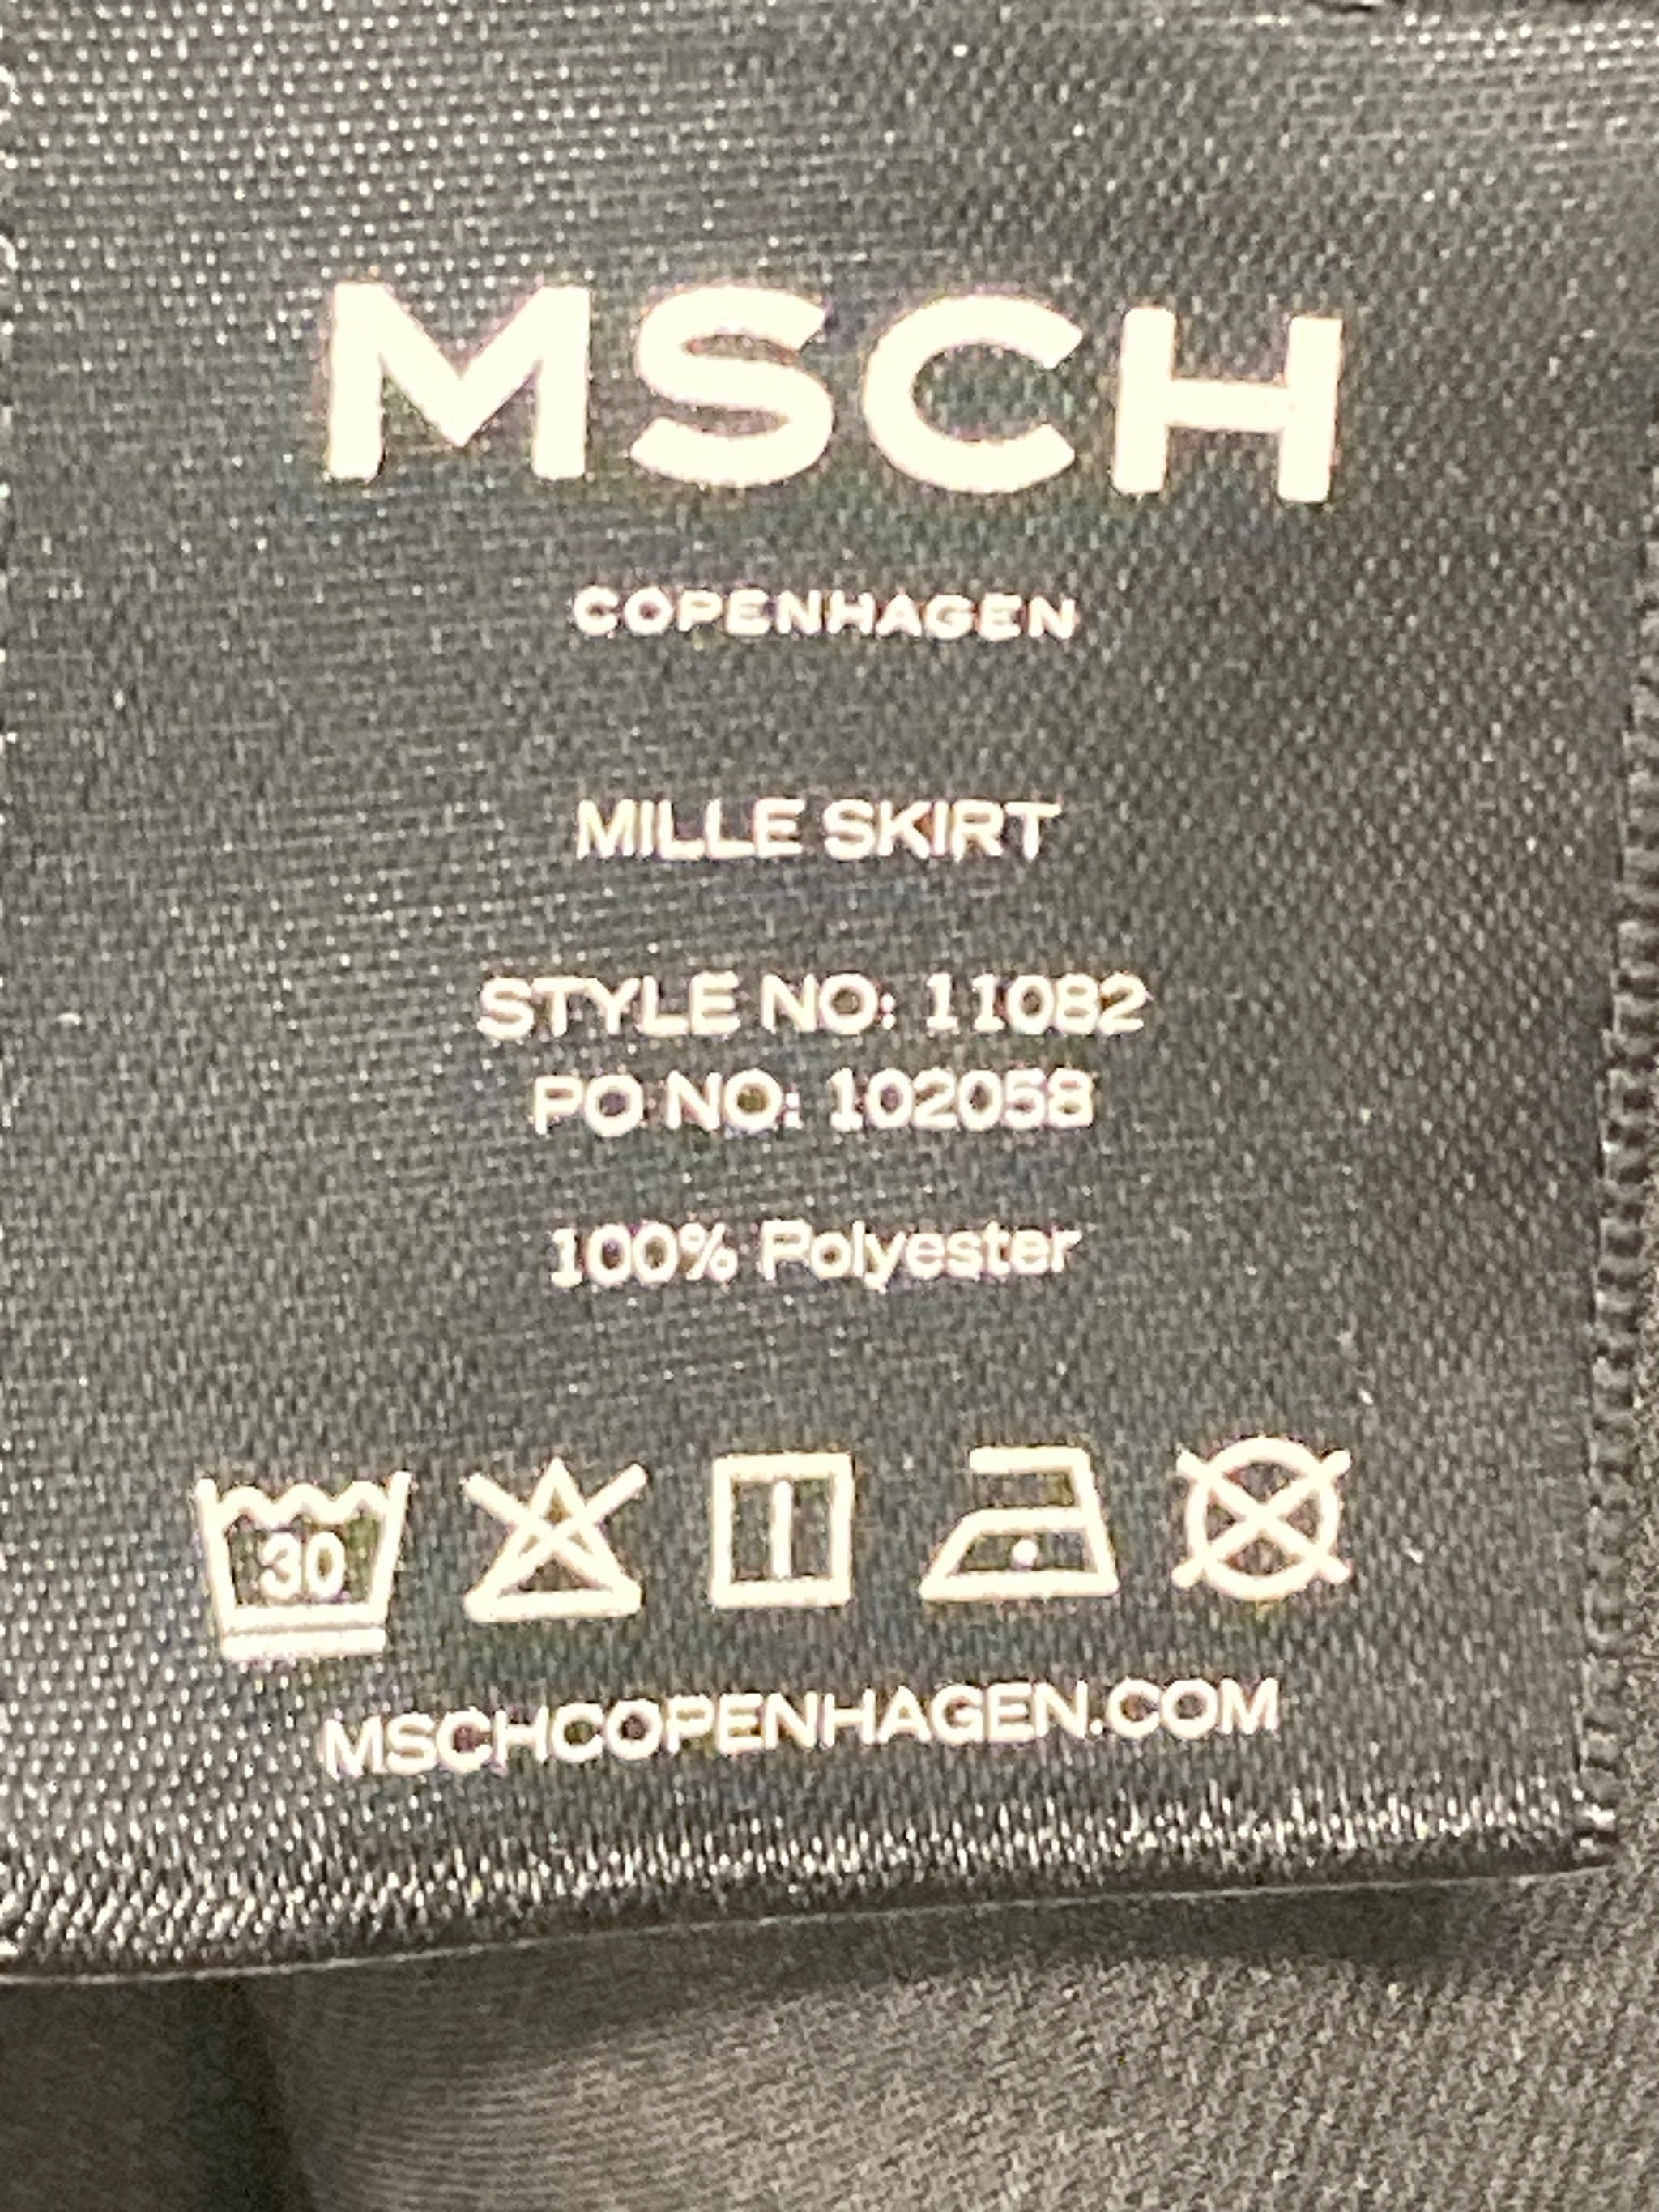 MSCH
COPENHAGEN
MILLE SKIRT
STYLE NO: 11082
PO NO: 102058
100% Polyester
30
MSCHCOPENHAGEN.COM